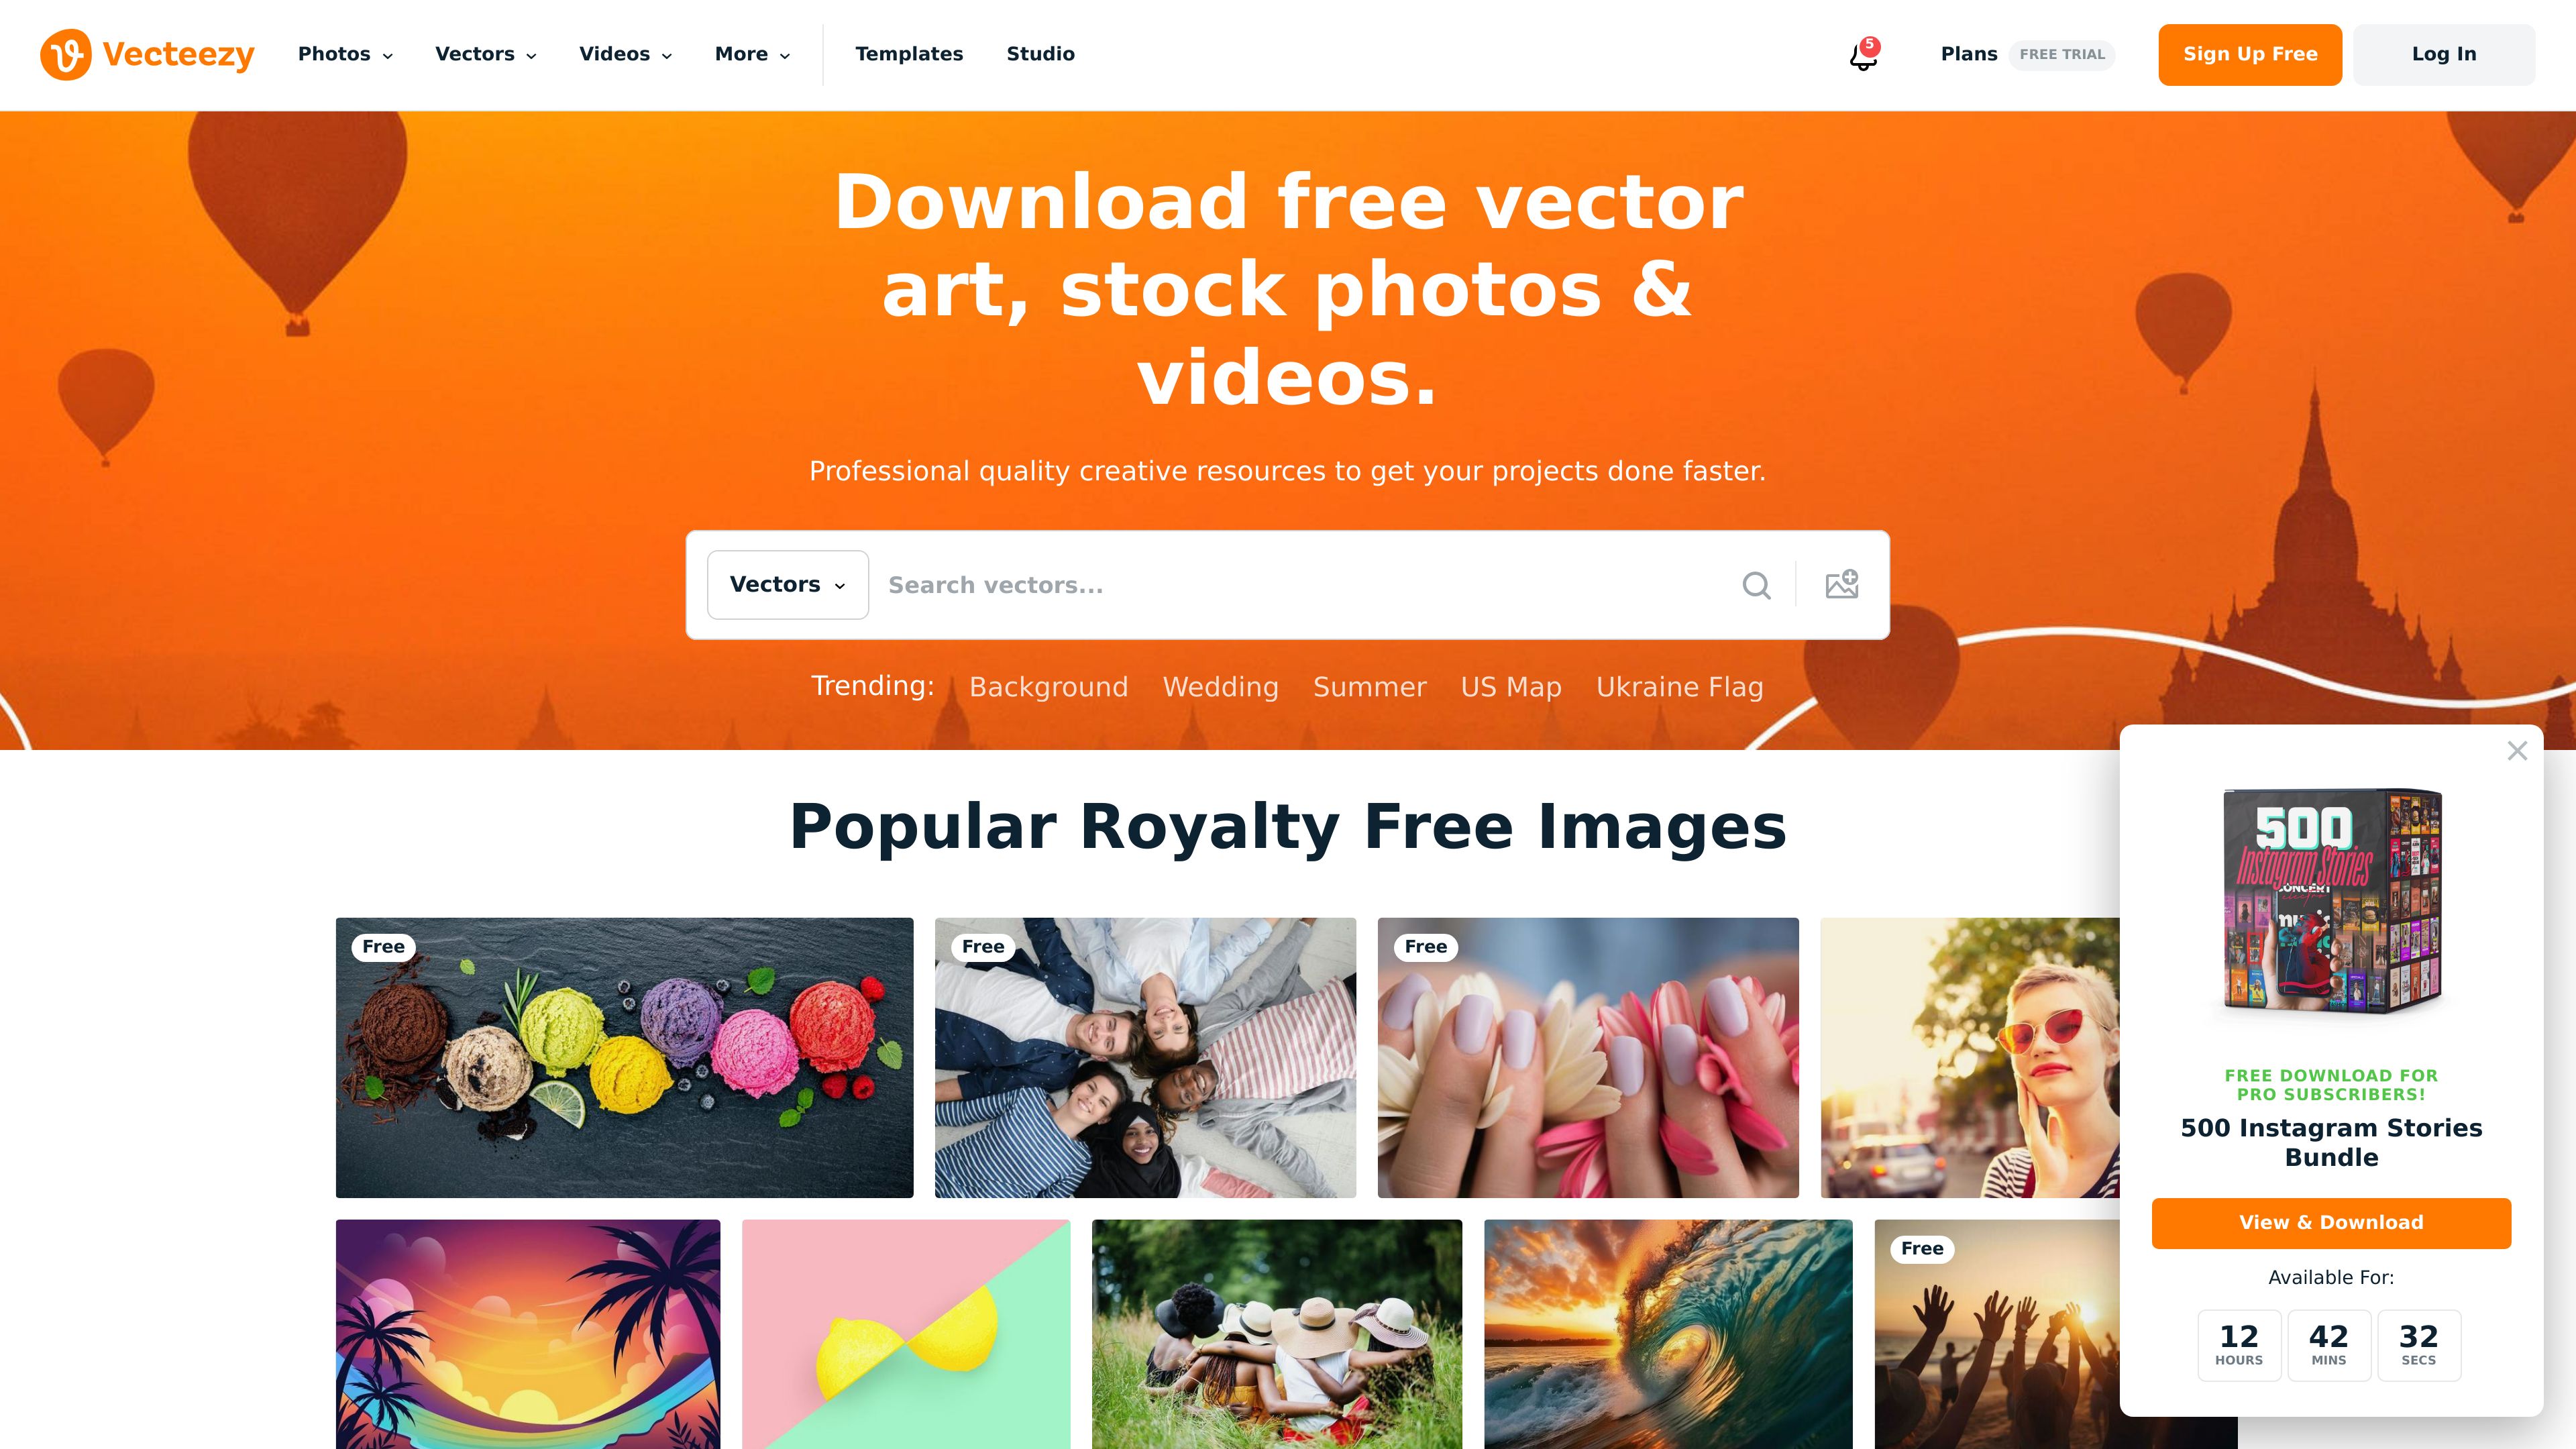 Vecteezy
Photos
Vectors
Videos
More
Templates
Studio
5
Plans
FREE TRIAL
Sign Up Free
Log In
Download free vector
art, stock photos &
videos.
Professional quality creative resources to get your projects done faster.
Vectors
Search vectors...
Trending:
Background
Wedding
Summer
US Map
Ukraine Flag
Popular Royalty Free Images
Free
Free
Free
Free
500
Instagram Stories
CONCERT
FREE DOWNLOAD FOR
PRO SUBSCRIBERS!
500 Instagram Stories
Bundle
View & Download
Available For:
12
HOURS
42
MINS
32
SECS